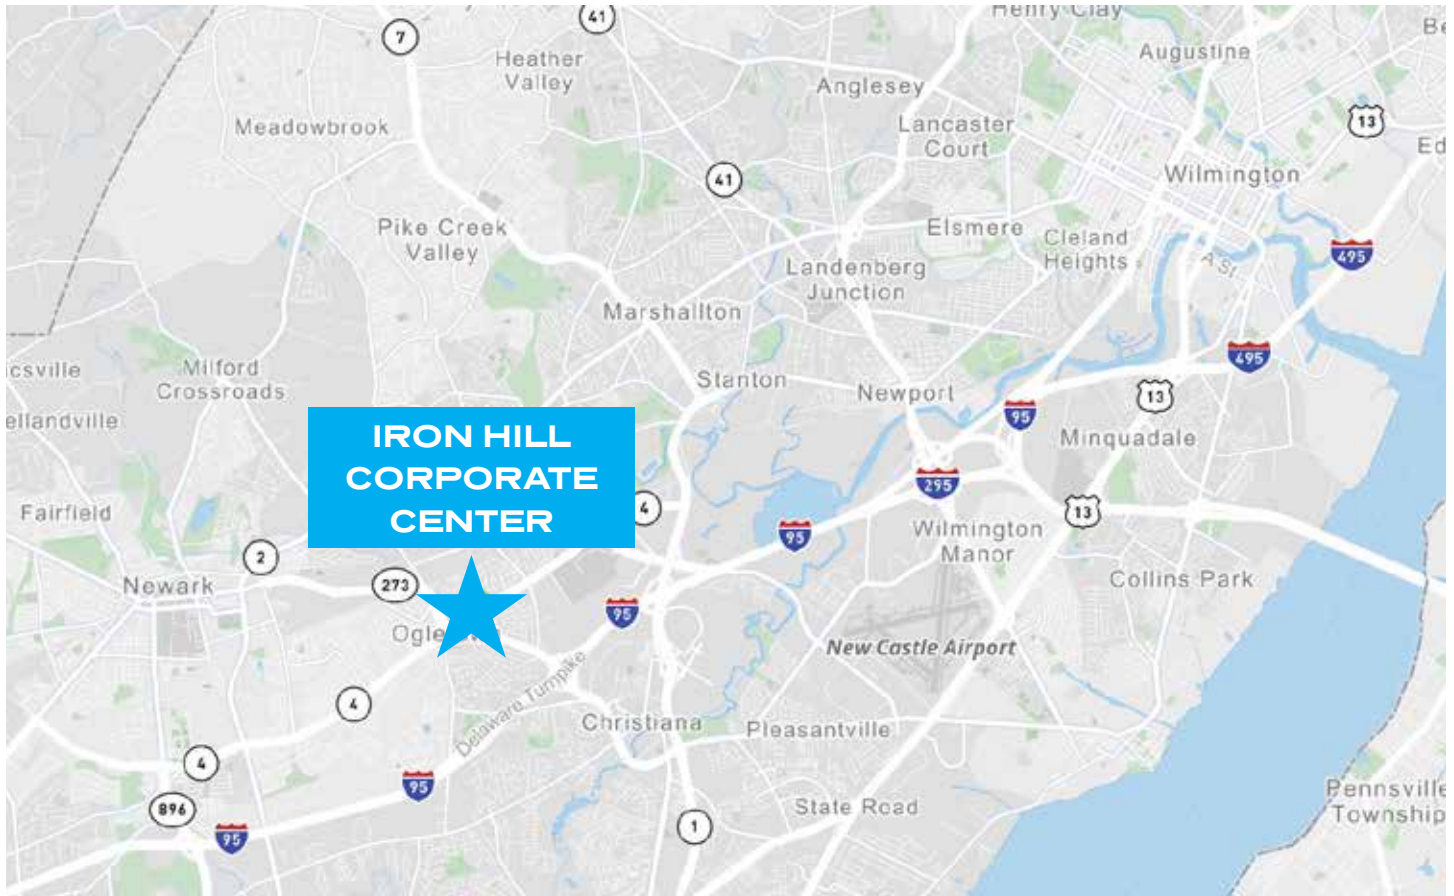 41
Henry Clay
7
Heather
Valley
Augustine
Anglesey
Meadowbrook
Lancaster
Court
13
41
Wilmington
Pike Creek
Valley
Elsmere
Cleland
Heights
495
A St
Landenberg
Junction
Marshallton
495
Milford
Crossroads
Stanton
Newport
13
95
Minquadale
IRON HILL
CORPORATE
CENTER
295
4
13
Fairfield
95
Wilmington
Manor
2
Newark
273
Collins Park
95
New Castle Airport
Delaware Turnpike
4
Christiana
Pleasantville
4
95
896
State Road
Pennsville
Township
1
95